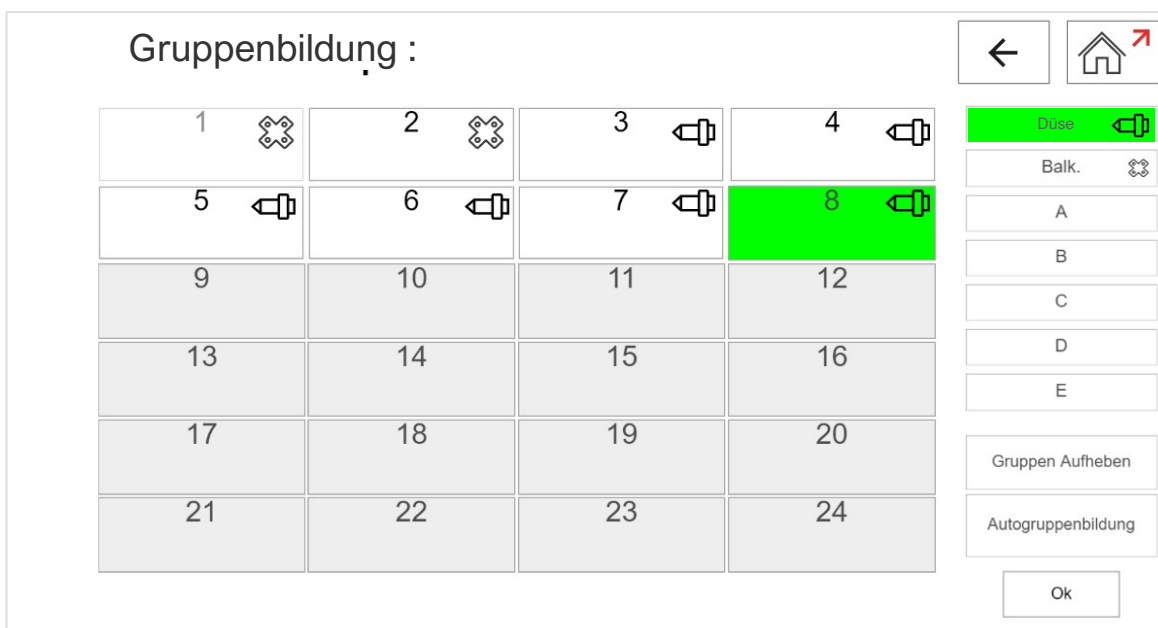 Gruppenbildung :
1 2 3 4
5 6 7 8
9 10 11 12
13 14 15 16
17 18 19 20
21 22 23 24
Düse
Balk.
A
B
C
D
E
Gruppen Aufheben
Autogruppenbildung
Ok